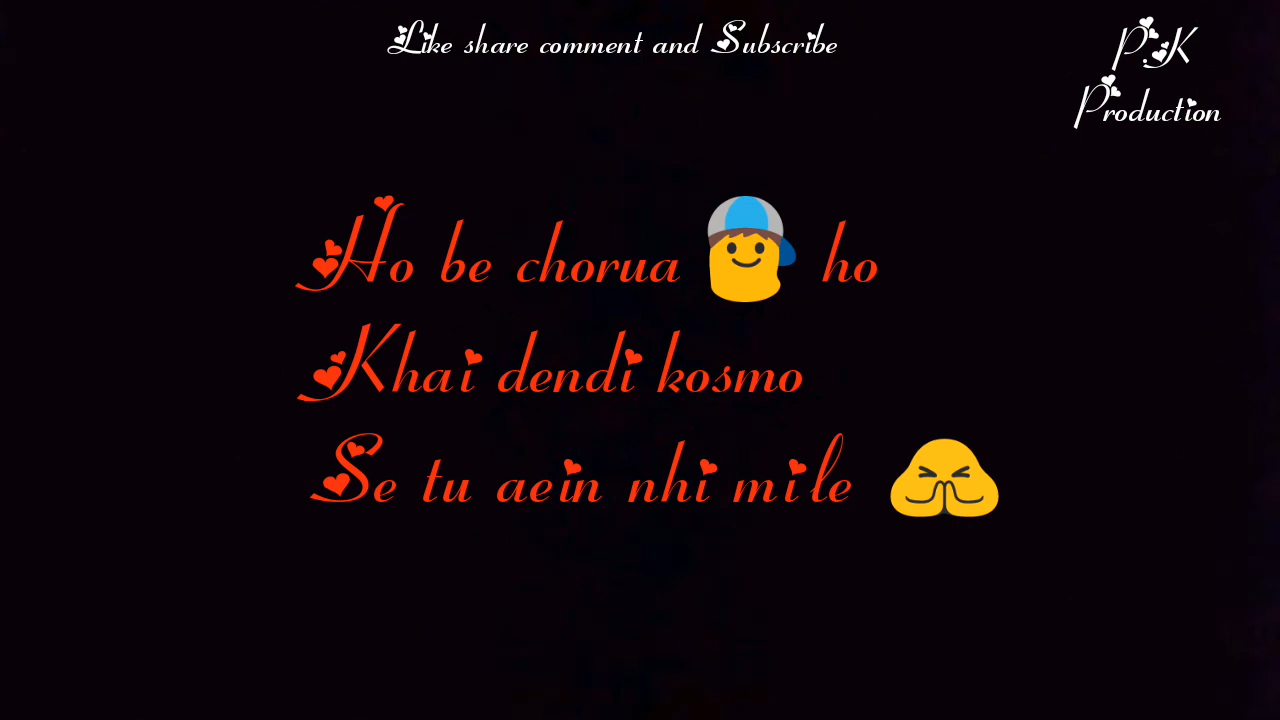 Like share comment and Subscribe
P.K
Production
Ho be chorua ho
Khai dendi kosmo
Se tu aein nhi mile